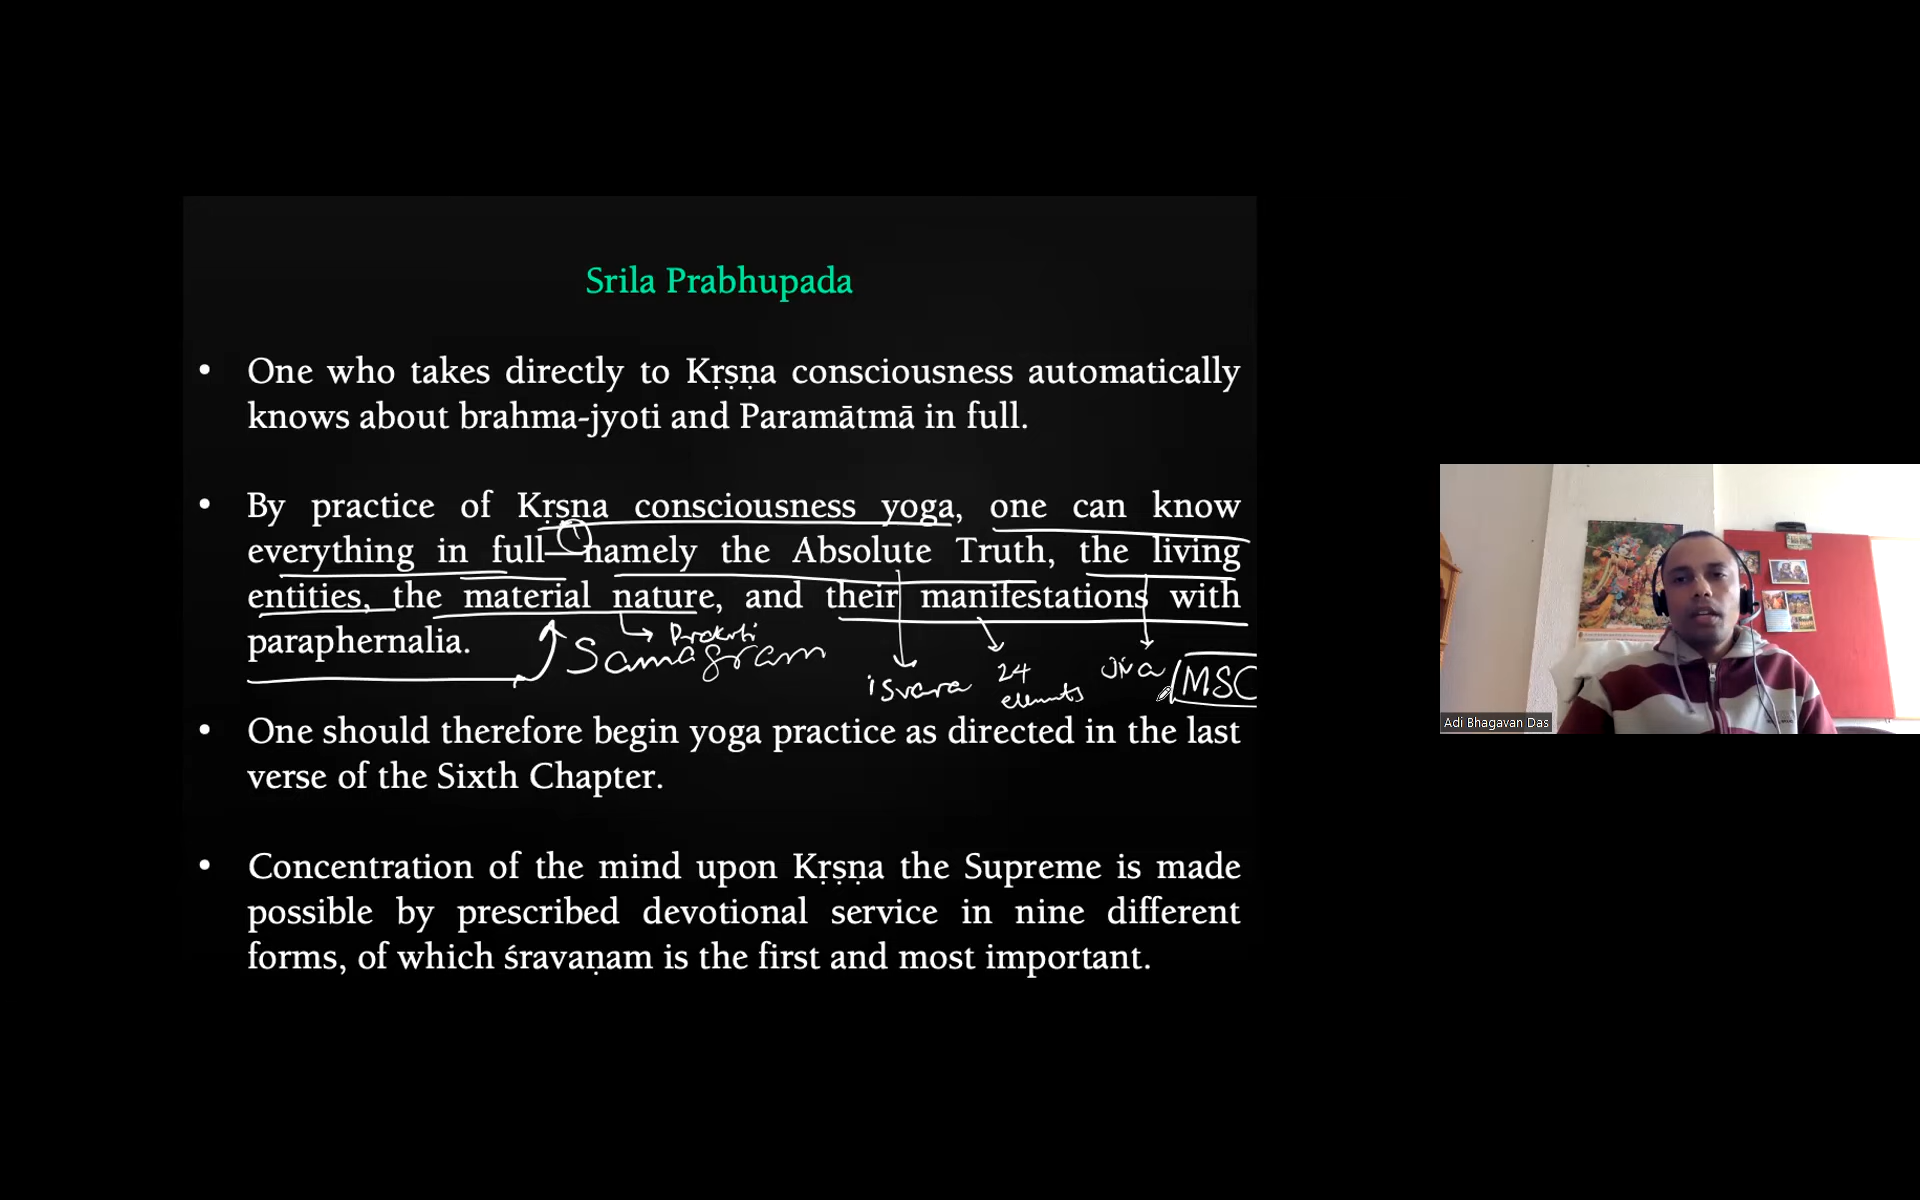 Srila Prabhupada
• One who takes directly to Kṛṣṇa consciousness automatically
knows about brahma-jyoti and Paramātmā in full.
• By practice of Kṛṣṇa consciousness yoga, one can know
everything in full—namely the Absolute Truth, the living
entities, the material nature, and their manifestations with
paraphernalia.
Prakrti
Samagram
isvara
24
elements
Jiva
MSC
• One should therefore begin yoga practice as directed in the last
verse of the Sixth Chapter.
• Concentration of the mind upon Kṛṣṇa the Supreme is made
possible by prescribed devotional service in nine different
forms, of which śravaṇam is the first and most important.
Adi Bhagavan Das